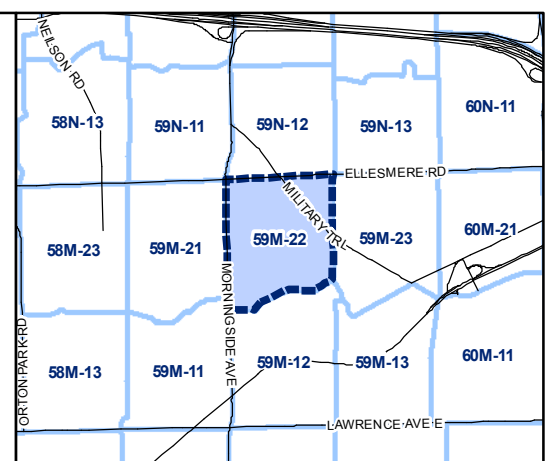 NEILSON RD
60N-11
58N-13
59N-11
59N-12
59N-13
ELLESMERE RD
MILITARY TRL
58M-23
59M-21
59M-22
59M-23
60M-21
MORNINGSIDE AVE
ORTON PARK RD
58M-13
59M-11
59M-12
59M-13
60M-11
LAWRENCE AVE E